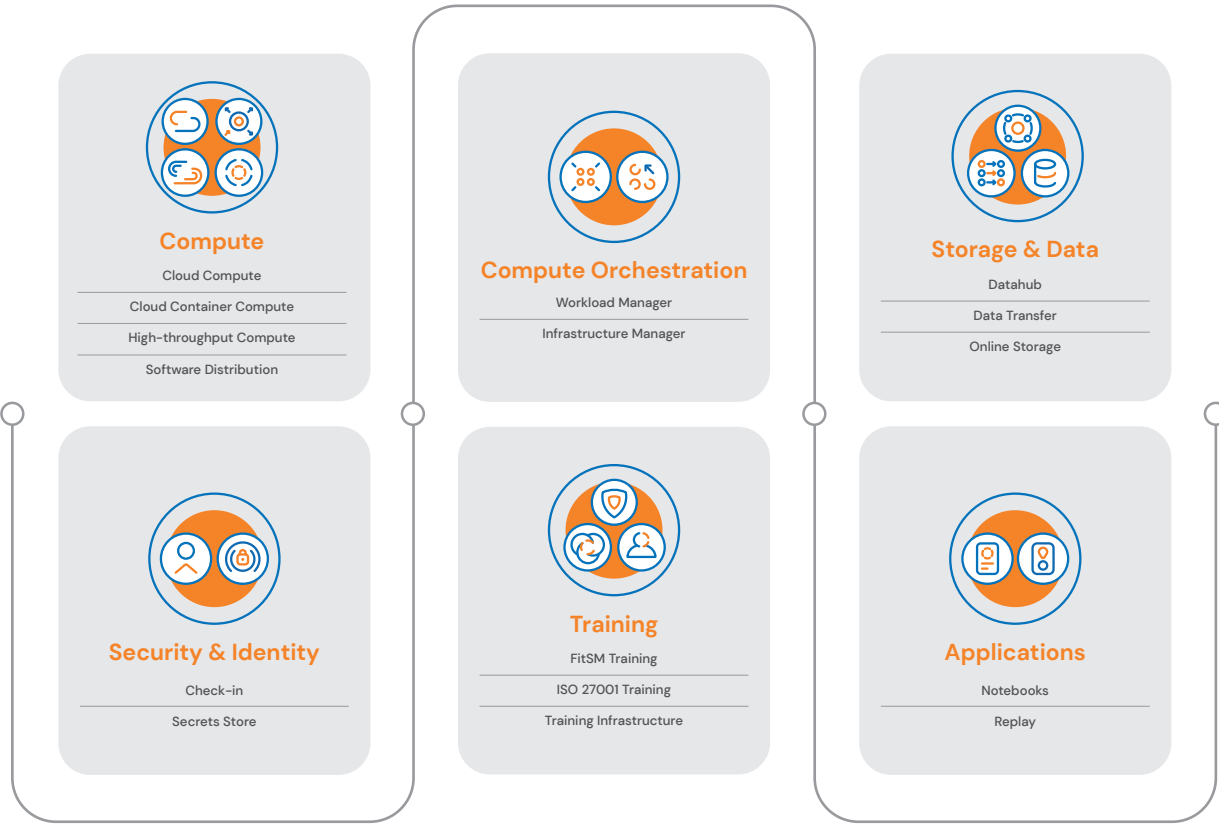 Compute
Cloud Compute
Cloud Container Compute
High-throughput Compute
Software Distribution
Compute Orchestration
Workload Manager
Infrastructure Manager
Storage & Data
Datahub
Data Transfer
Online Storage
Security & Identity
Check-in
Secrets Store
Training
FitSM Training
ISO 27001 Training
Training Infrastructure
Applications
Notebooks
Replay